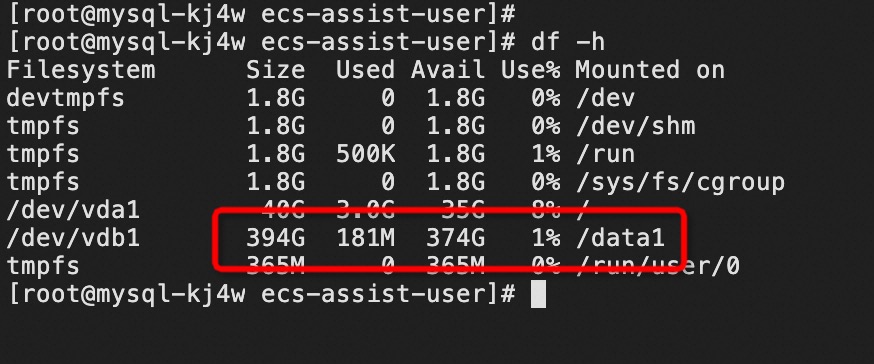 [root@mysql-kj4w ecs-assist-user]#
[root@mysql-kj4w ecs-assist-user]# df -h
Filesystem      Size  Used Avail Use% Mounted on
devtmpfs        1.8G     0  1.8G   0% /dev
tmpfs           1.8G     0  1.8G   0% /dev/shm
tmpfs           1.8G  500K  1.8G   1% /run
tmpfs           1.8G     0  1.8G   0% /sys/fs/cgroup
/dev/vda1        40G  3.0G   35G   8% /
/dev/vdb1       394G  181M  374G   1% /data1
tmpfs           365M     0  365M   0% /run/user/0
[root@mysql-kj4w ecs-assist-user]#